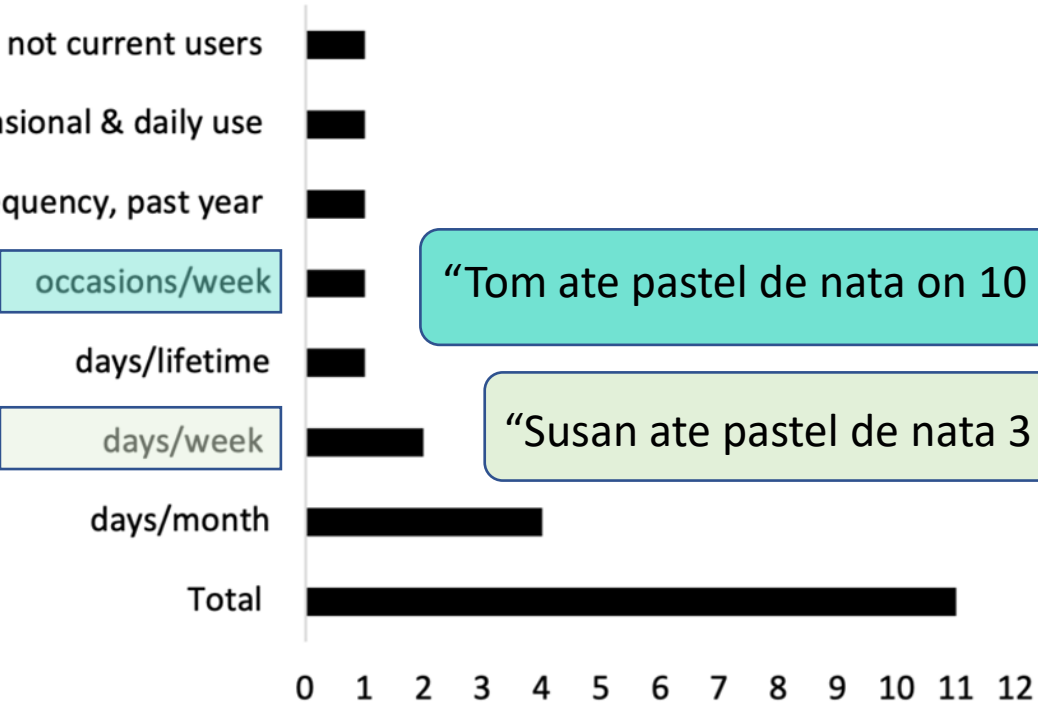 not current users
& daily use
past year
occasions/week
“Tom ate pastel de nata on 10
days/lifetime
days/week
“Susan ate pastel de nata 3
days/month
Total
0 1 2 3 4 5 6 7 8 9 10 11 12